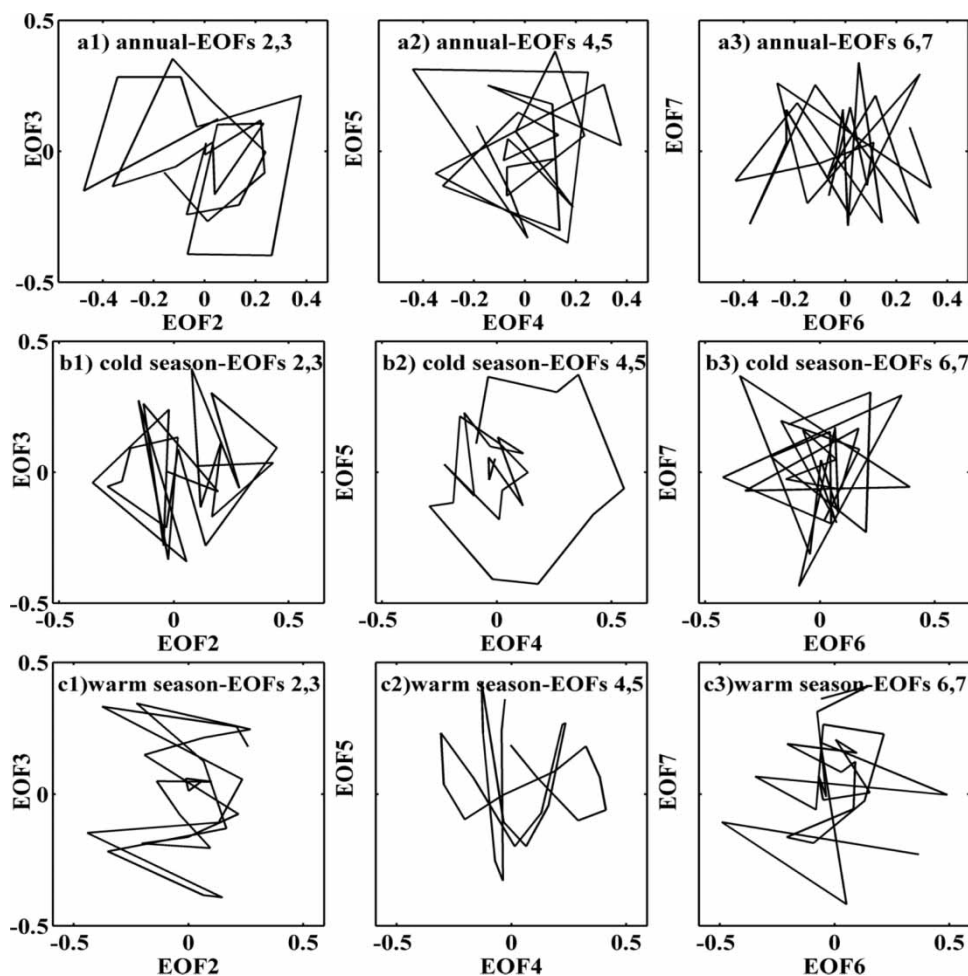 a1) annual-EOFs 2,3
a2) annual-EOFs 4,5
a3) annual-EOFs 6,7
0.5
-0.5
EOF3
EOF5
EOF7
-0.4 -0.2 0 0.2 0.4
-0.4 -0.2 0 0.2 0.4
-0.4 -0.2 0 0.2 0.4
EOF2
EOF4
EOF6
b1) cold season-EOFs 2,3
b2) cold season-EOFs 4,5
b3) cold season-EOFs 6,7
0.5
0
-0.5
EOF3
EOF5
EOF7
-0.5 0 0.5
-0.5 0 0.5
-0.5 0 0.5
EOF2
EOF4
EOF6
c1)warm season-EOFs 2,3
c2)warm season-EOFs 4,5
c3)warm season-EOFs 6,7
0.5
0
-0.5
EOF3
EOF5
EOF7
-0.5 0 0.5
-0.5 0 0.5
-0.5 0 0.5
EOF2
EOF4
EOF6